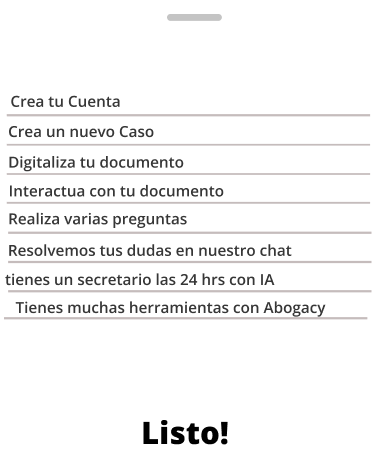 Crea tu Cuenta
Crea un nuevo Caso
Digitaliza tu documento
Interactua con tu documento
Realiza varias preguntas
Resolvemos tus dudas en nuestro chat
tienes un secretario las 24 hrs con IA
Tienes muchas herramientas con Abogacy
Listo!